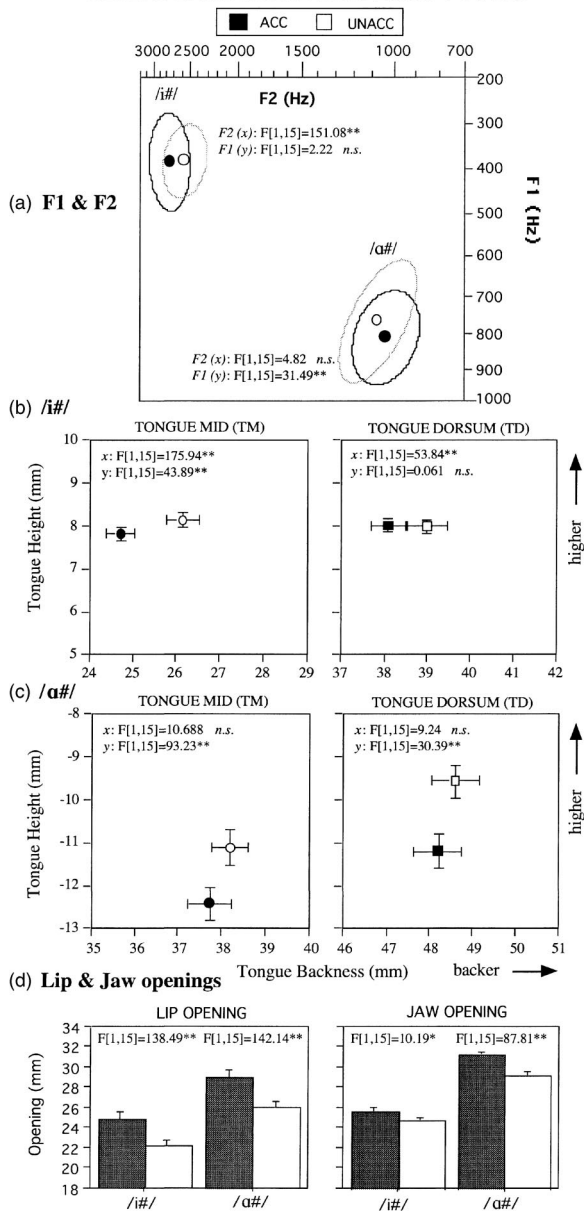 ACC UNACC
3000 2500 2000 1500 1000 700
F2 (Hz)
200
300
400
500
600
700
800
900
1000
F1 (Hz)
/i#/
F2 (x): F[1,15]=151.08**
F1 (y): F[1,15]=2.22 n.s.
(a) F1 & F2
/ɑ#/
F2 (x): F[1,15]=4.82 n.s.
F1 (y): F[1,15]=31.49**
(b) /i#/
TONGUE MID (TM)
x: F[1,15]=175.94**
y: F[1,15]=43.89**
Tongue Height (mm)
10
9
8
7
6
5
24 25 26 27 28 29
TONGUE DORSUM (TD)
x: F[1,15]=53.84**
y: F[1,15]=0.061 n.s.
37 38 39 40 41 42
higher
(c) /ɑ#/
TONGUE MID (TM)
x: F[1,15]=10.688 n.s.
y: F[1,15]=93.23**
Tongue Height (mm)
-8
-9
-10
-11
-12
-13
35 36 37 38 39 40
TONGUE DORSUM (TD)
x: F[1,15]=9.24 n.s.
y: F[1,15]=30.39**
46 47 48 49 50 51
higher
Tongue Backness (mm) backer
(d) Lip & Jaw openings
LIP OPENING
F[1,15]=138.49** F[1,15]=142.14**
Opening (mm)
34
32
30
28
26
24
22
20
18
/i#/ /ɑ#/
JAW OPENING
F[1,15]=10.19* F[1,15]=87.81**
/i#/ /ɑ#/